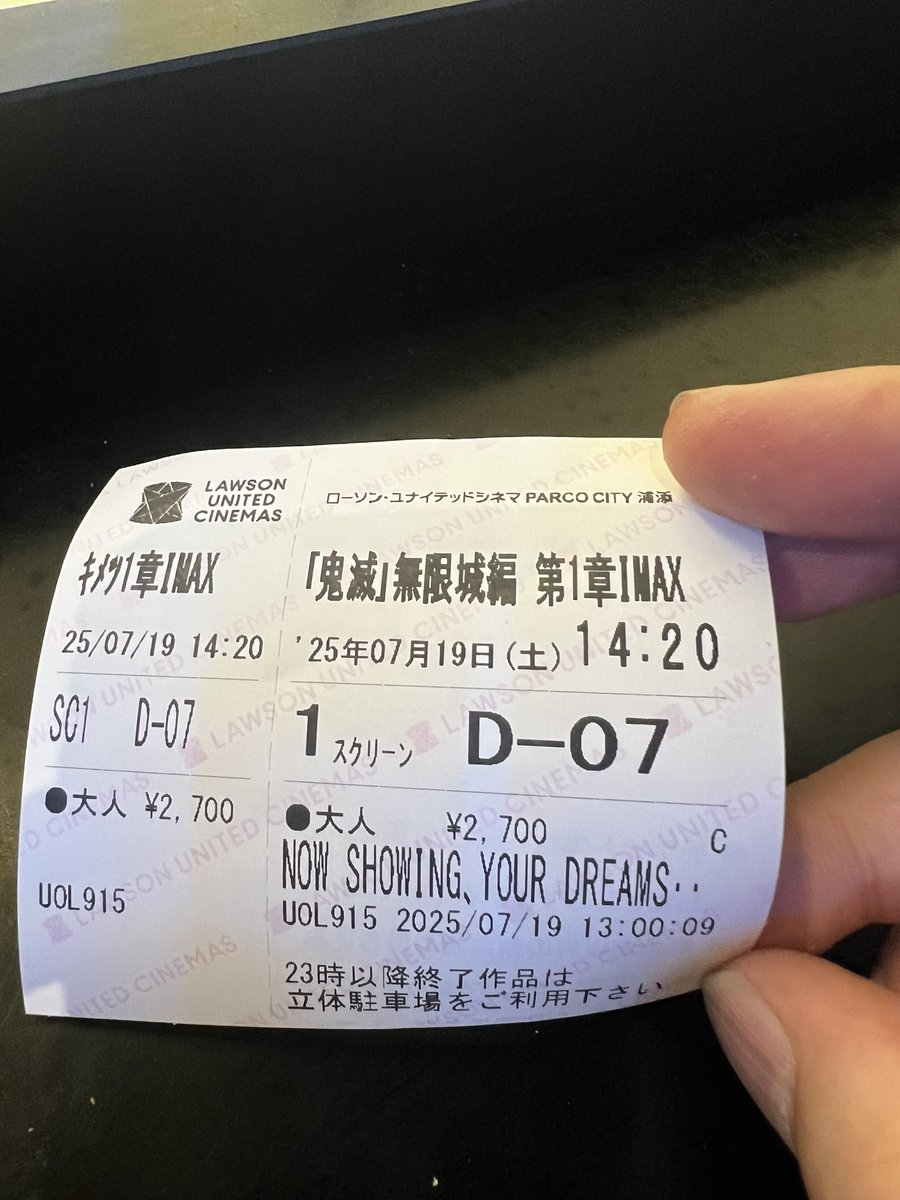 LAWSON
UNITED
CINEMAS
キメツ1章IMAX
25/07/19 14:20
SC1 D-07
●大人 ¥2,700
UOL915
ローソン・ユナイテッドシネマ PARCO CITY 浦添
「鬼滅」無限城編 第1章IMAX
'25年07月19日(土) 14:20
1 スクリーン D-07
●大人 ¥2,700
C
NOW SHOWING、YOUR DREAMS‥
UOL915 2025/07/19 13:00:09
23時以降終了作品は
立体駐車場をご利用下さい